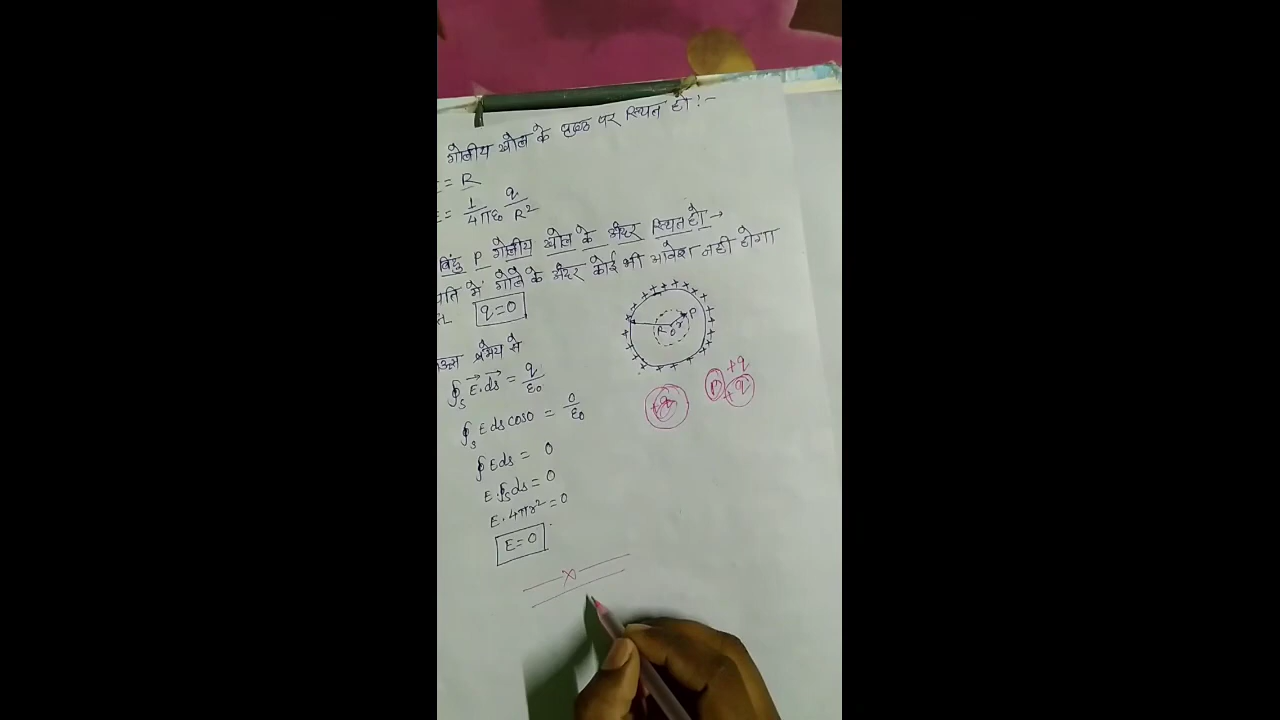 गोलीय खोल के पृष्ठ पर स्थित हो :-
= R
E = 1/4πε₀ q/R²
बिंदु P गोलीय खोल के अंदर स्थित हो →
में गोले के अंदर कोई भी आवेश नही होगा
q=0
प्रमेय से
∮s E⃗.ds⃗ = q/ε₀
∮s E ds cos0 = 0/ε₀
∮ E ds = 0
E.∮s ds = 0
E.4πr² = 0
E=0
R
O
r
P
+q
P
+q